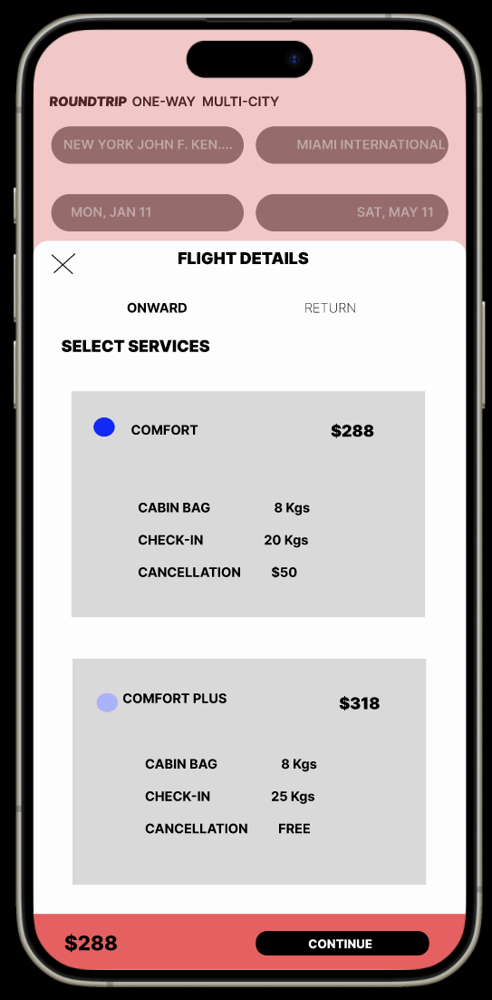 ROUNDTRIP ONE-WAY MULTI-CITY
NEW YORK JOHN F. KEN.... MIAMI INTERNATIONAL
MON, JAN 11 SAT, MAY 11
FLIGHT DETAILS
ONWARD RETURN
SELECT SERVICES
COMFORT $288
CABIN BAG 8 Kgs
CHECK-IN 20 Kgs
CANCELLATION $50
COMFORT PLUS $318
CABIN BAG 8 Kgs
CHECK-IN 25 Kgs
CANCELLATION FREE
$288 CONTINUE